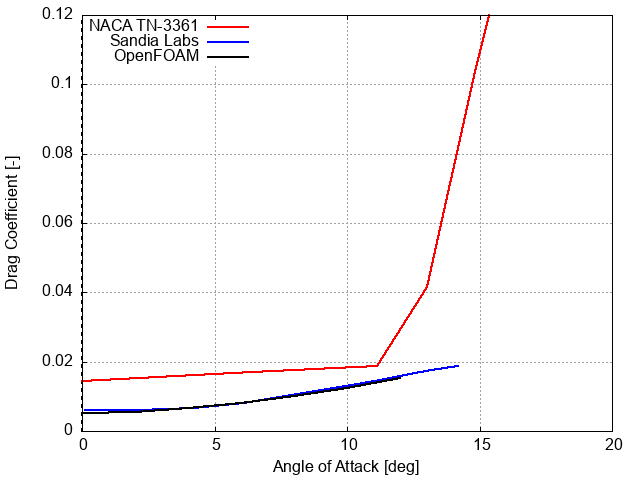 0.12
NACA TN-3361
Sandia Labs
OpenFOAM
0.1
0.08
0.06
0.04
0.02
0
Drag Coefficient [-]
0 5 10 15 20
Angle of Attack [deg]